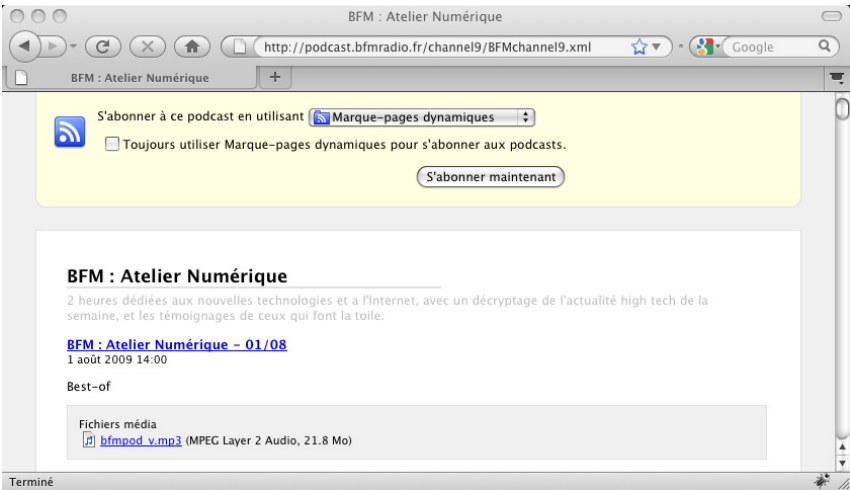 BFM : Atelier Numérique
http://podcast.bfmradio.fr/channel9/BFMchannel9.xml
Google
BFM : Atelier Numérique
S'abonner à ce podcast en utilisant Marque-pages dynamiques
Toujours utiliser Marque-pages dynamiques pour s'abonner aux podcasts.
S'abonner maintenant
BFM : Atelier Numérique
2 heures dédiées aux nouvelles technologies et a l'Internet, avec un décryptage de l'actualité high tech de la
semaine, et les témoignages de ceux qui font la toile.
BFM : Atelier Numérique - 01/08
1 août 2009 14:00
Best-of
Fichiers média
bfmpod_v.mp3 (MPEG Layer 2 Audio, 21.8 Mo)
Terminé